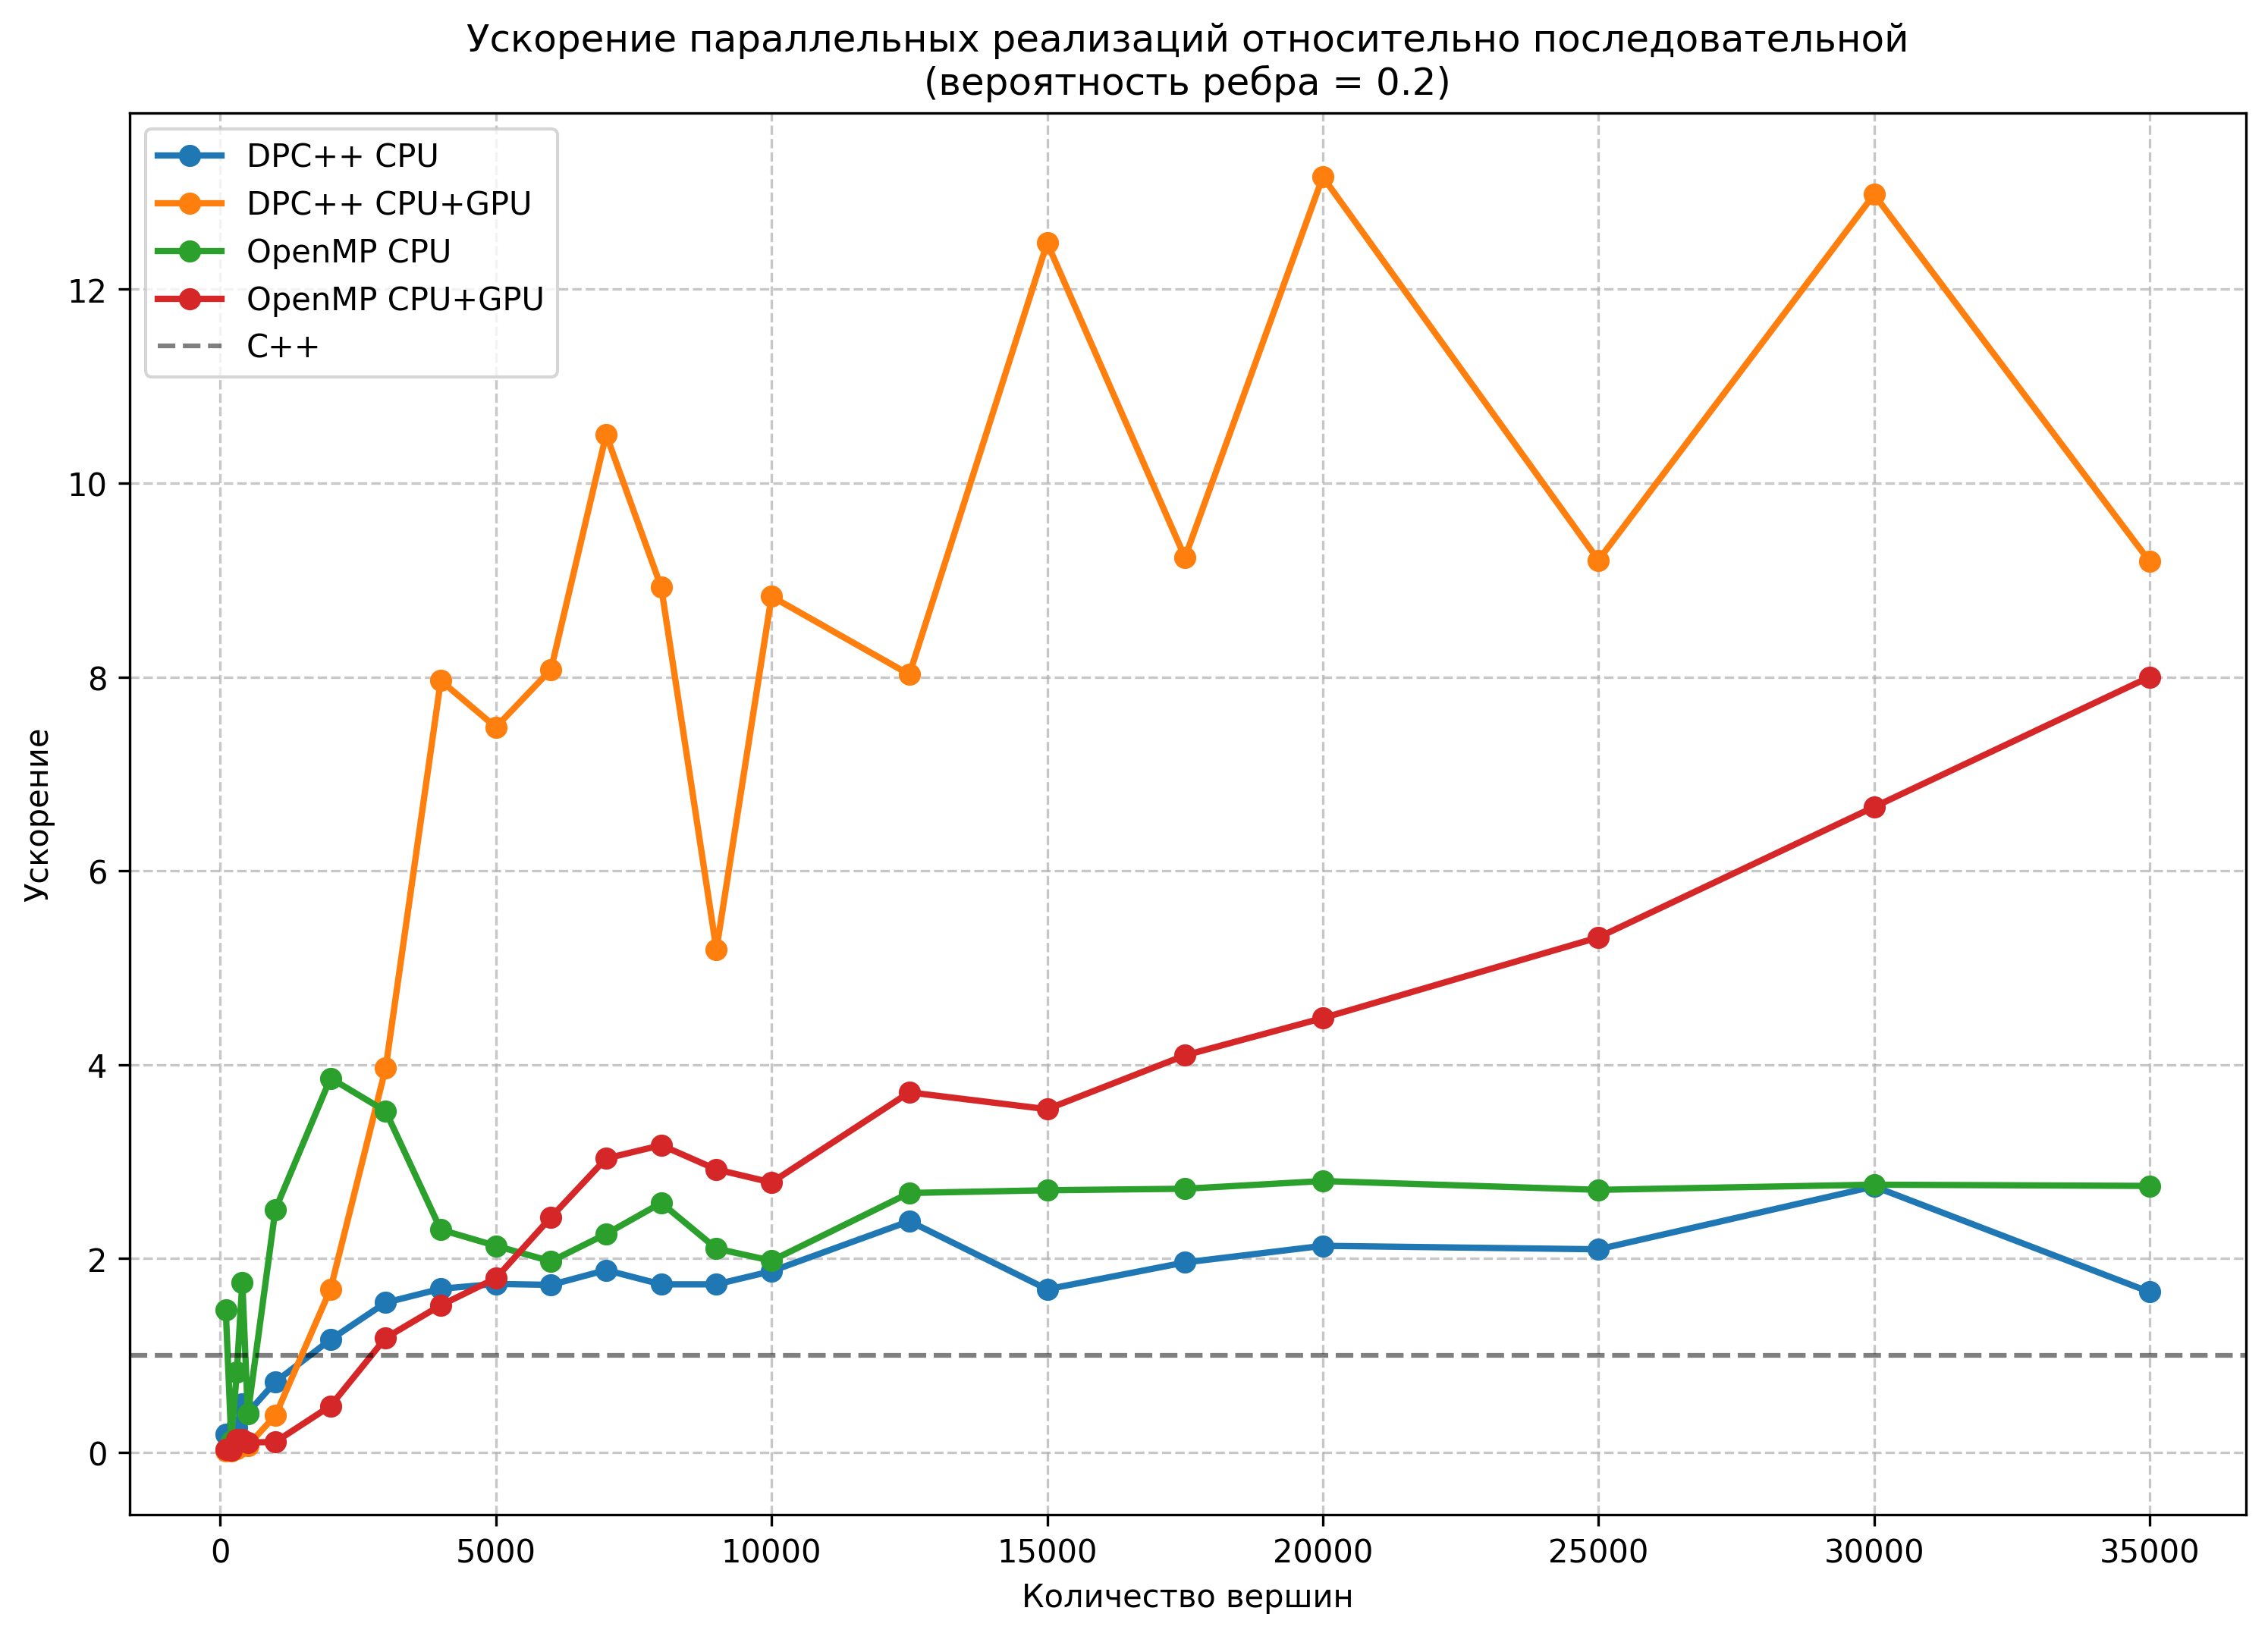 Ускорение параллельных реализаций относительно последовательной
(вероятность ребра = 0.2)
DPC++ CPU
DPC++ CPU+GPU
OpenMP CPU
OpenMP CPU+GPU
C++
Ускорение
12
10
8
6
4
2
0
0 5000 10000 15000 20000 25000 30000 35000
Количество вершин